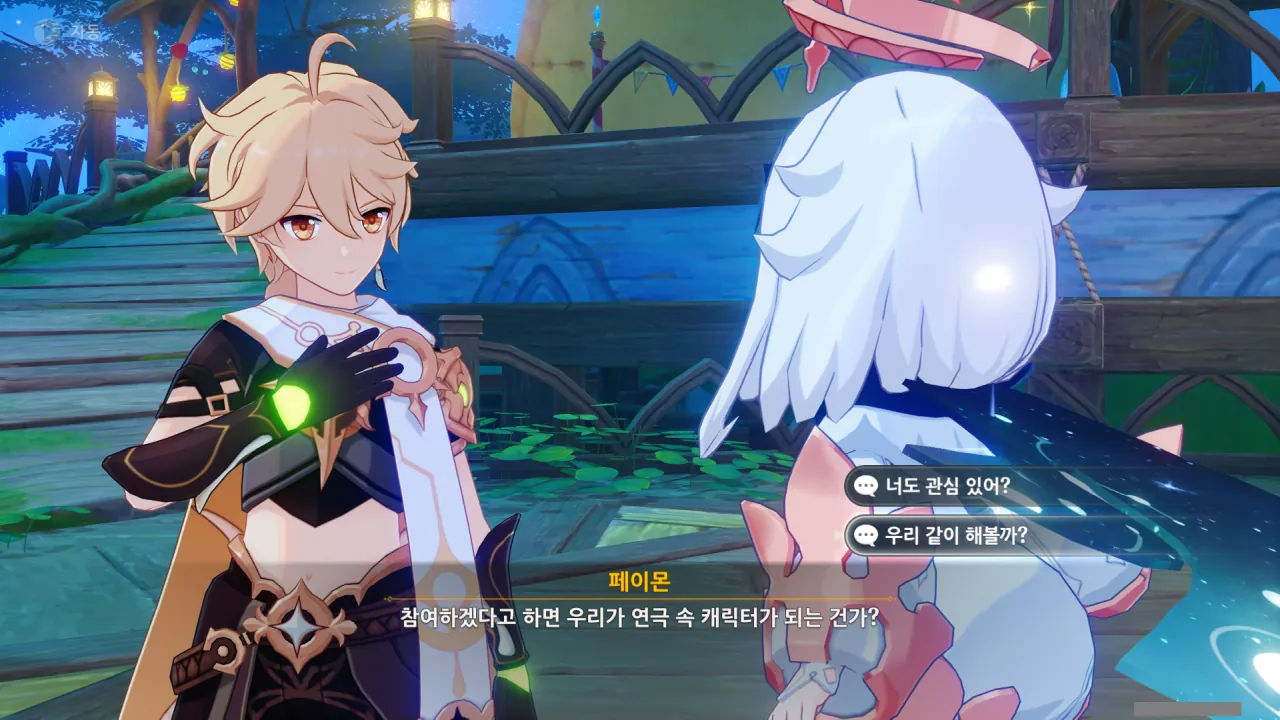 자동
너도 관심 있어?
우리 같이 해볼까?
페이몬
참여하겠다고 하면 우리가 연극 속 캐릭터가 되는 건가?